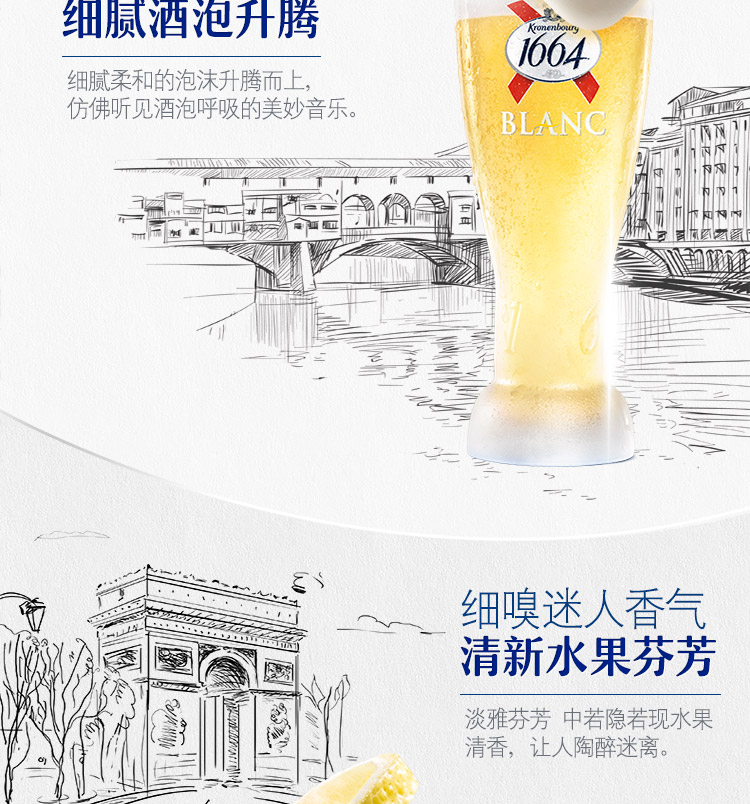 细腻酒泡升腾
细腻柔和的泡沫升腾而上,
仿佛听见酒泡呼吸的美妙音乐。
Kronenbourg
1664
BLANC
16
细嗅迷人香气
清新水果芬芳
淡雅芬芳 中若隐若现水果
清香，让人陶醉迷离。